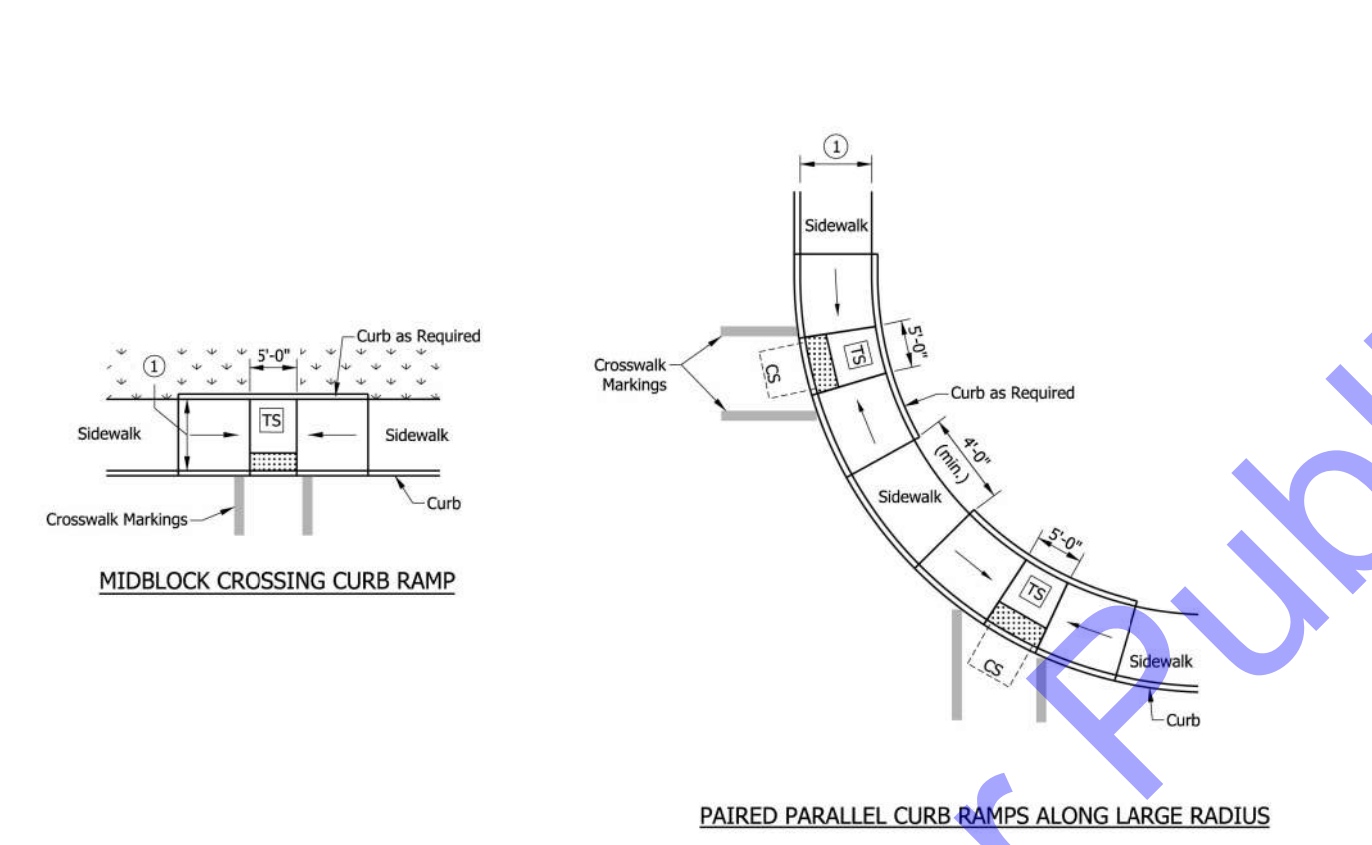 Curb as Required
①
5'-0"
TS
Sidewalk
Sidewalk
Curb
Crosswalk Markings
MIDBLOCK CROSSING CURB RAMP
①
Sidewalk
5'-0"
TS
CS
Crosswalk
Markings
Curb as Required
4'-0"
(min.)
Sidewalk
5'-0"
TS
CS
Sidewalk
Curb
PAIRED PARALLEL CURB RAMPS ALONG LARGE RADIUS
r Pub